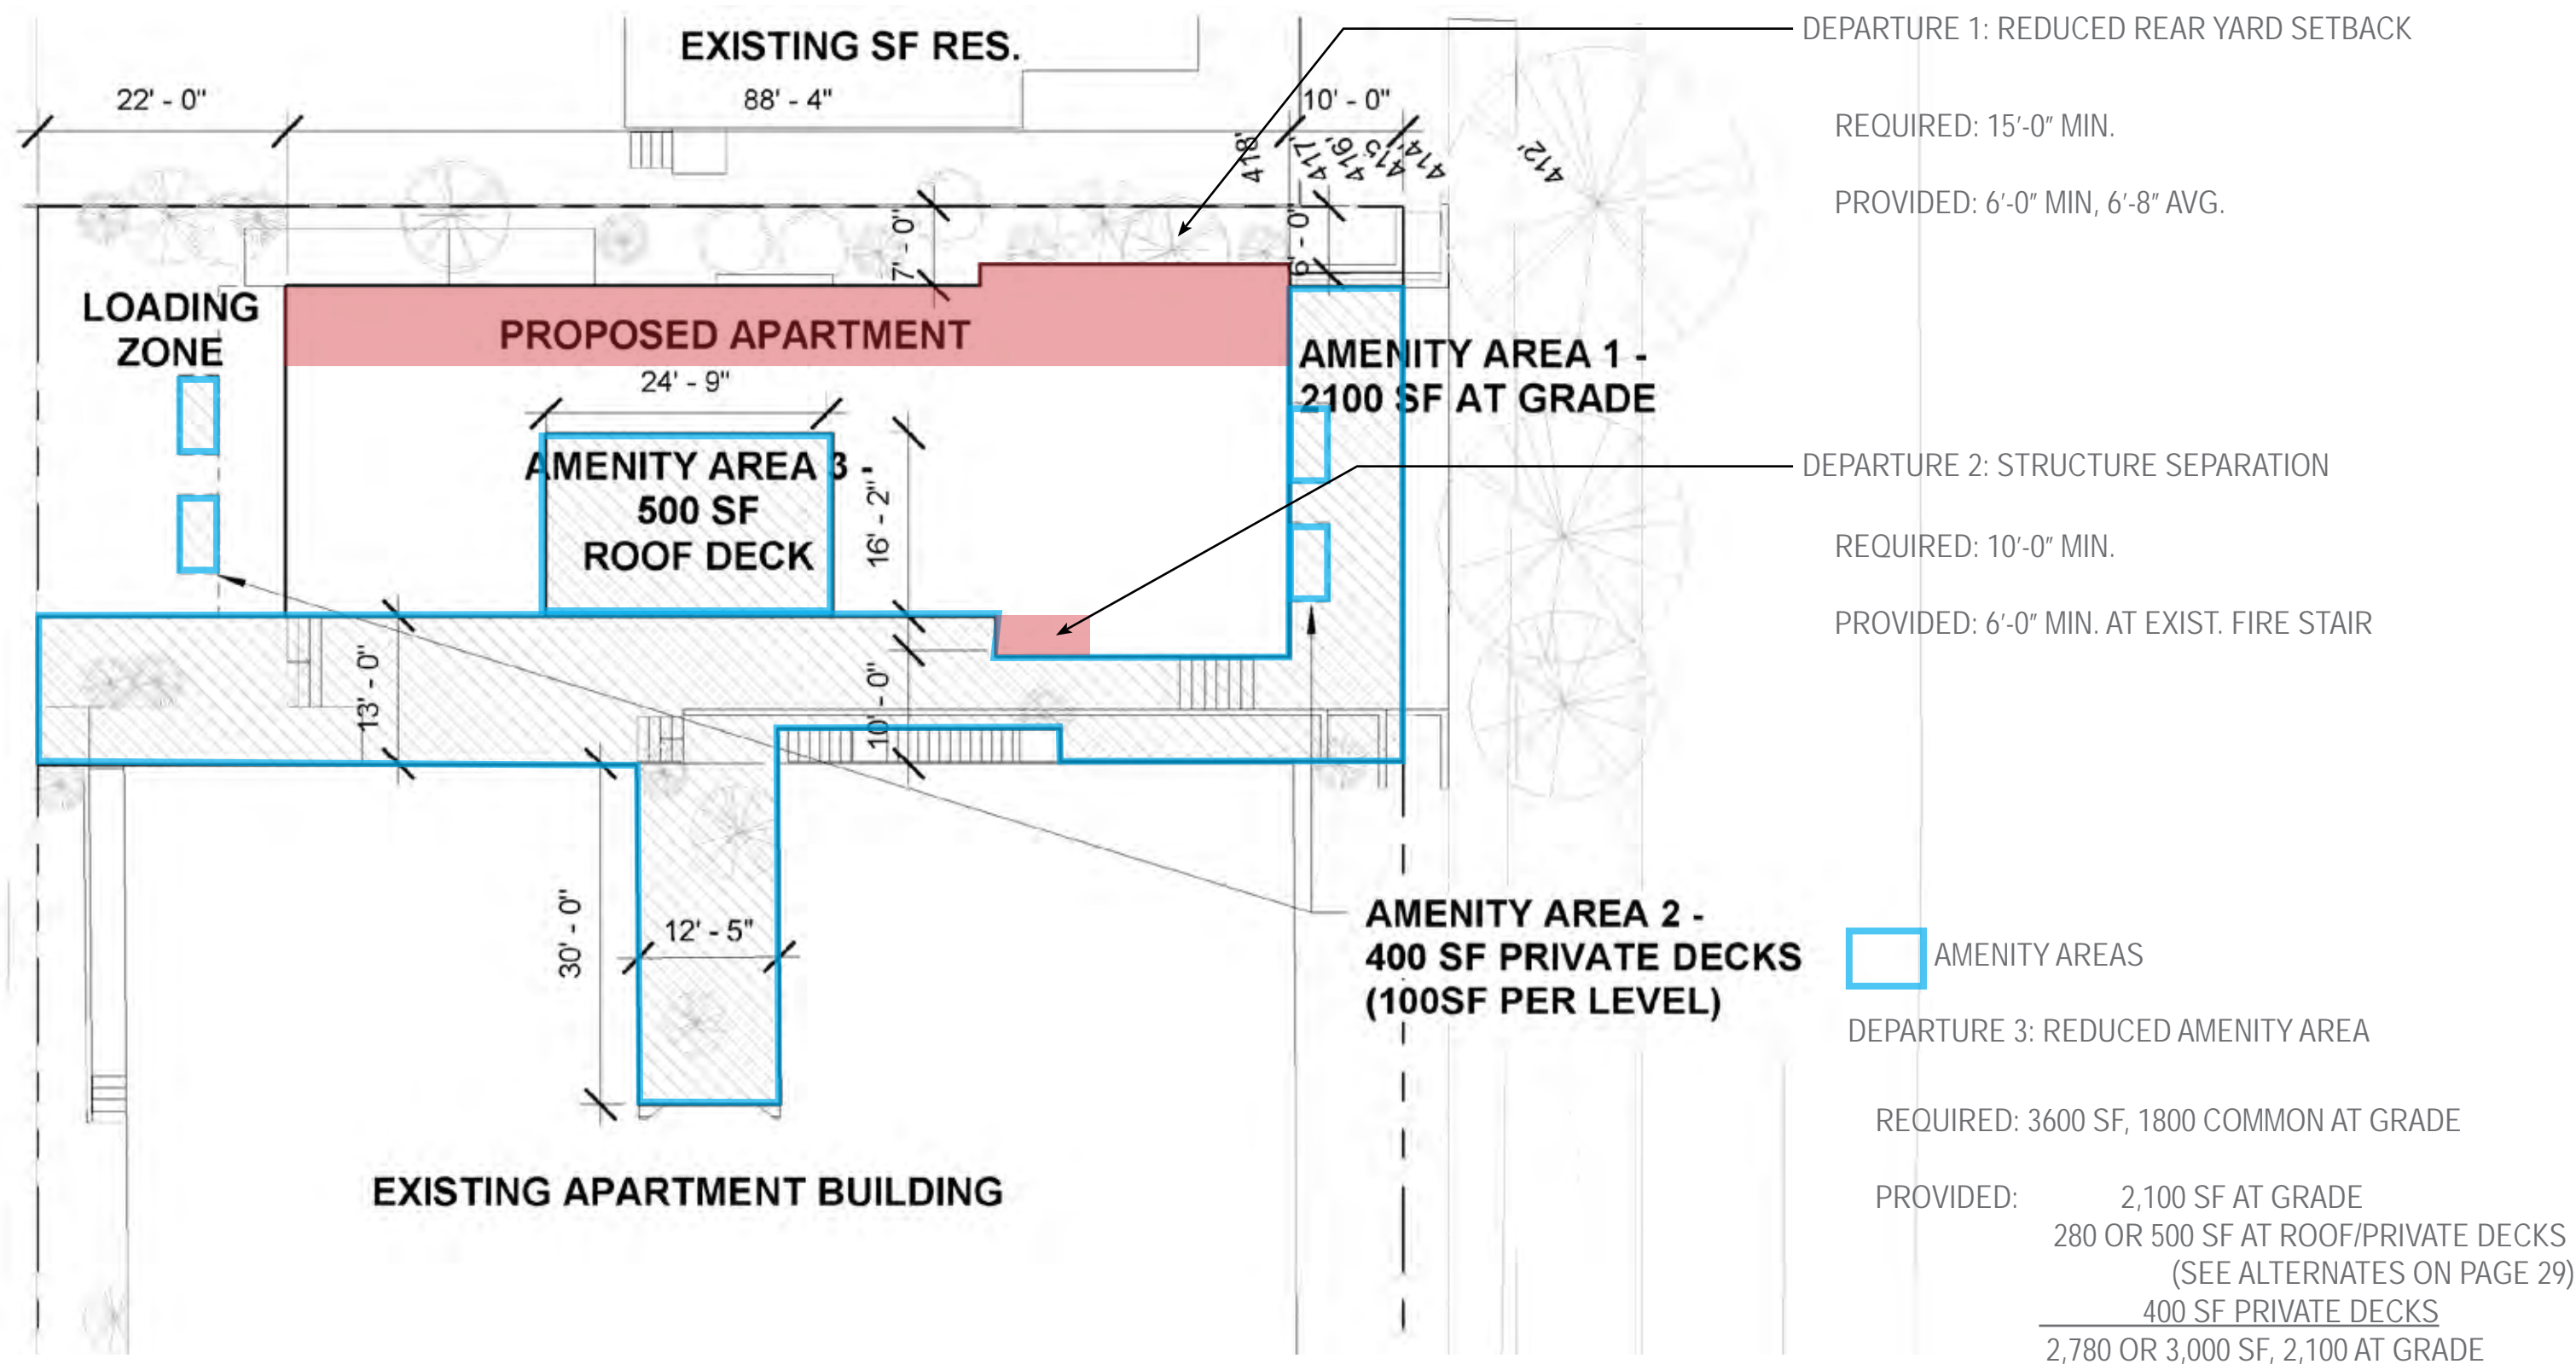 DEPARTURE 1: REDUCED REAR YARD SETBACK
REQUIRED: 15'-0" MIN.
PROVIDED: 6'-0" MIN, 6'-8" AVG.
EXISTING SF RES.
22' - 0"
88' - 4"
10' - 0"
418'
417'
416'
415'
414'
412'
7' - 0"
6' - 0"
LOADING
ZONE
PROPOSED APARTMENT
24' - 9"
AMENITY AREA 1 -
2100 SF AT GRADE
AMENITY AREA 3 -
500 SF
ROOF DECK
16' - 2"
DEPARTURE 2: STRUCTURE SEPARATION
REQUIRED: 10'-0" MIN.
PROVIDED: 6'-0" MIN. AT EXIST. FIRE STAIR
13' - 0"
10' - 0"
30' - 0"
12' - 5"
AMENITY AREA 2 -
400 SF PRIVATE DECKS
(100SF PER LEVEL)
AMENITY AREAS
DEPARTURE 3: REDUCED AMENITY AREA
REQUIRED: 3600 SF, 1800 COMMON AT GRADE
PROVIDED: 2,100 SF AT GRADE
280 OR 500 SF AT ROOF/PRIVATE DECKS
(SEE ALTERNATES ON PAGE 29)
400 SF PRIVATE DECKS
2,780 OR 3,000 SF, 2,100 AT GRADE
EXISTING APARTMENT BUILDING